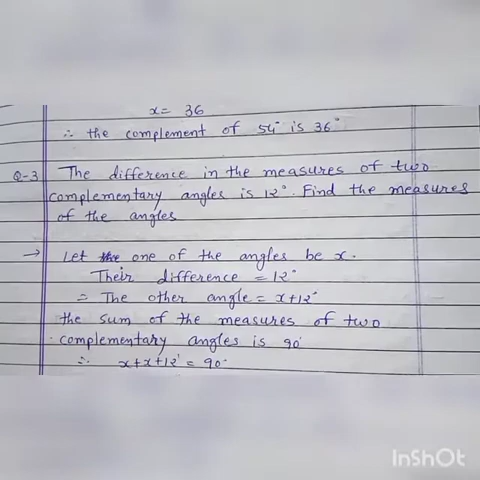 x = 36
∴ the complement of 54° is 36°
Q-3 The difference in the measures of two
complementary angles is 12°. Find the measures
of the angles
→ Let the one of the angles be x.
Their difference = 12°
∴ The other angle = x+12°
the sum of the measures of two
complementary angles is 90°
∴ x+x+12° = 90°
InShOt